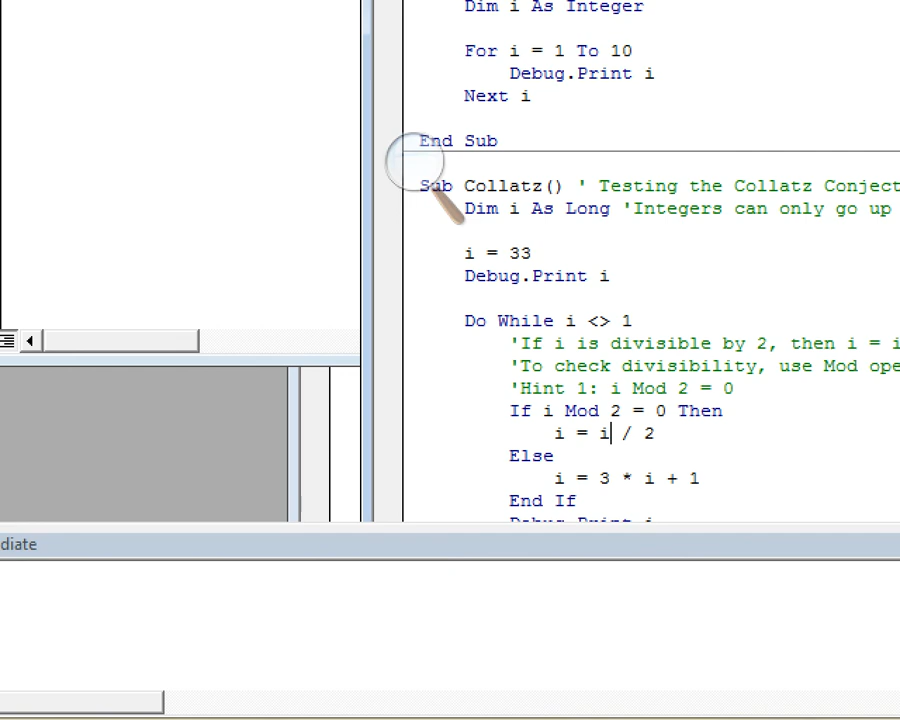 Dim i As Integer
For i = 1 To 10
Debug.Print i
Next i
End Sub
Sub Collatz() ' Testing the Collatz Conject
Dim i As Long 'Integers can only go up
i = 33
Debug.Print i
Do While i <> 1
'If i is divisible by 2, then i = i
'To check divisibility, use Mod ope
'Hint 1: i Mod 2 = 0
If i Mod 2 = 0 Then
i = i / 2
Else
i = 3 * i + 1
End If
Debug.Print i
diate